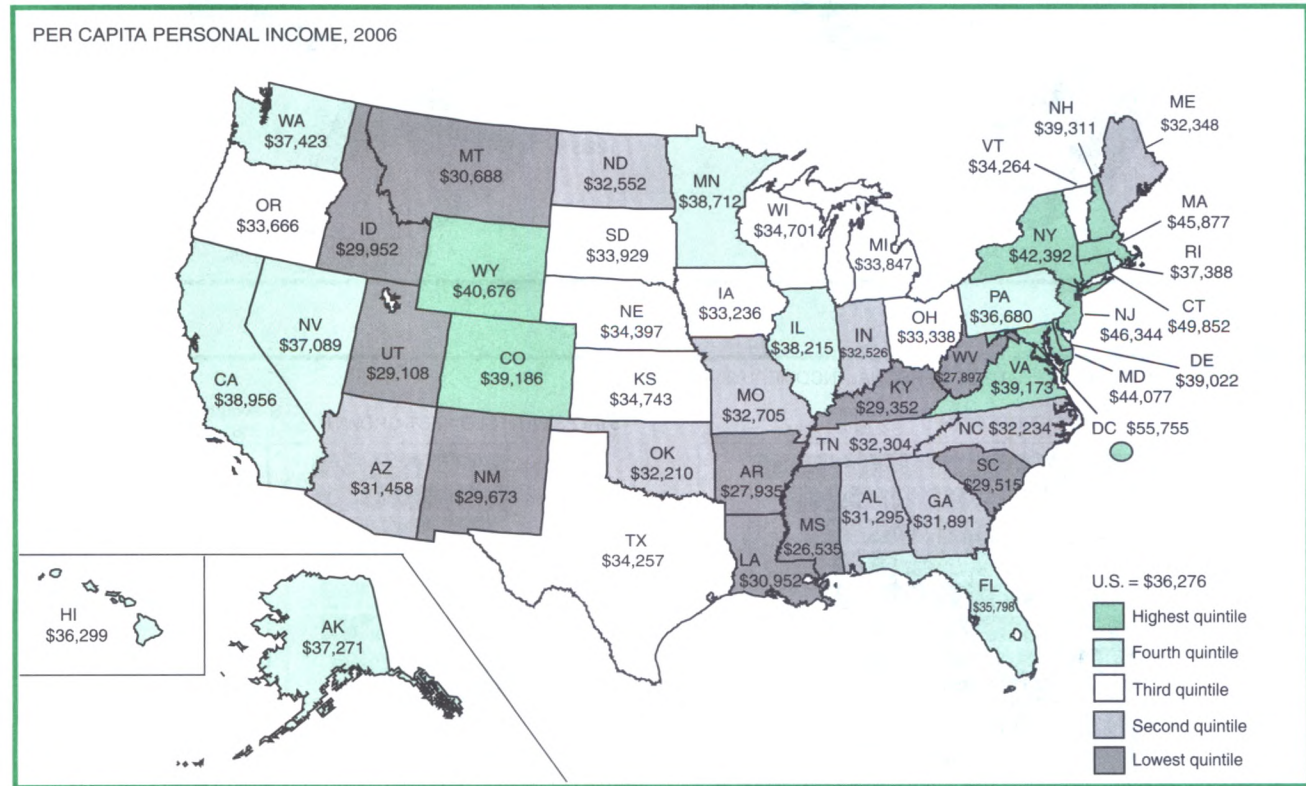 PER CAPITA PERSONAL INCOME, 2006
WA
$37,423
OR
$33,666
CA
$38,956
NV
$37,089
ID
$29,952
MT
$30,688
WY
$40,676
UT
$29,108
CO
$39,186
AZ
$31,458
NM
$29,673
ND
$32,552
SD
$33,929
NE
$34,397
KS
$34,743
OK
$32,210
TX
$34,257
MN
$38,712
IA
$33,236
MO
$32,705
AR
$27,935
LA
$30,952
WI
$34,701
IL
$38,215
MI
$33,847
IN
$32,526
OH
$33,338
KY
$29,352
TN $32,304
MS
$26,535
AL
$31,295
GA
$31,891
FL
$35,798
SC
$29,515
NC $32,234
WV
$27,897
VA
$39,173
PA
$36,680
NY
$42,392
VT
$34,264
NH
$39,311
ME
$32,348
MA
$45,877
RI
$37,388
CT
$49,852
NJ
$46,344
DE
$39,022
MD
$44,077
DC $55,755
HI
$36,299
AK
$37,271
U.S. = $36,276
Highest quintile
Fourth quintile
Third quintile
Second quintile
Lowest quintile